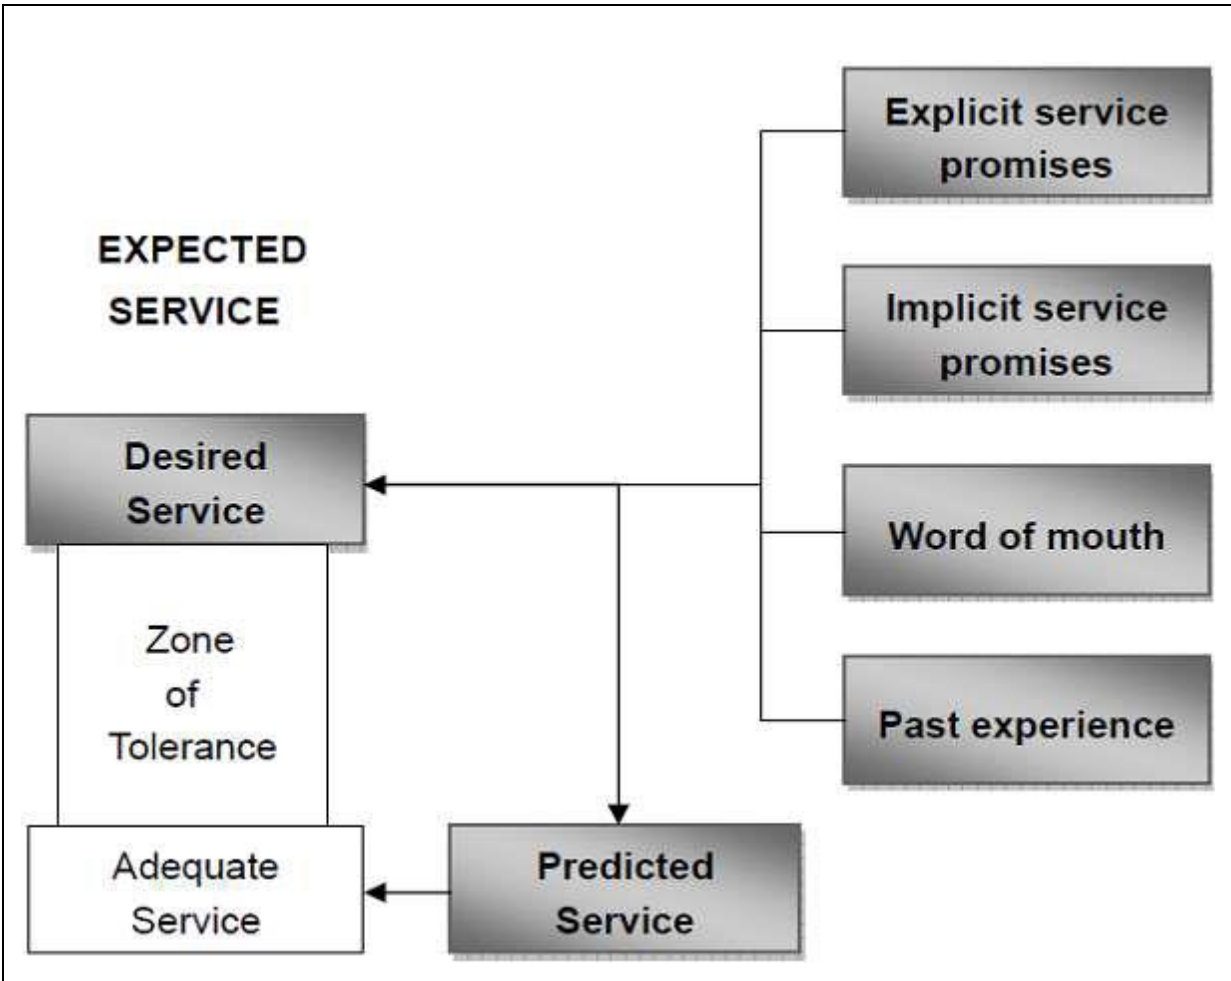 EXPECTED
SERVICE
Desired
Service
Zone
of
Tolerance
Adequate
Service
Predicted
Service
Explicit service
promises
Implicit service
promises
Word of mouth
Past experience